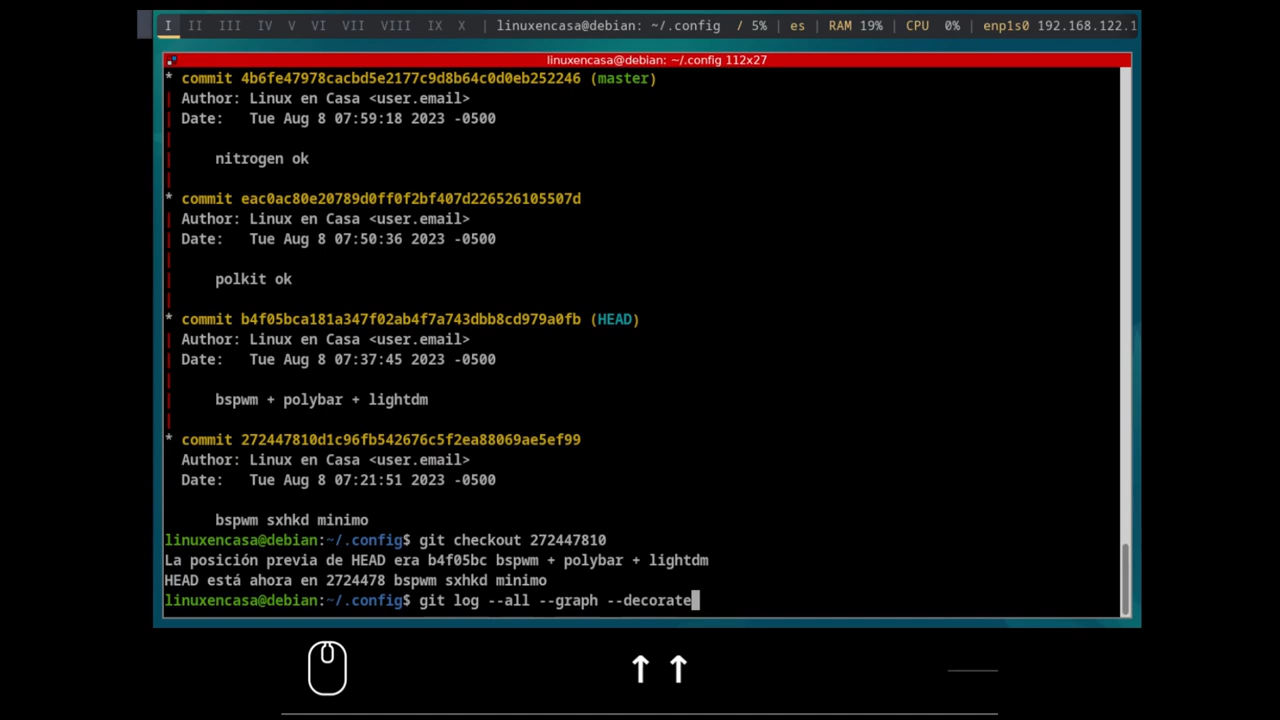 I II III IV V VI VII VIII IX X | linuxencasa@debian: ~/.config / 5% | es | RAM 19% | CPU 0% | enp1s0 192.168.122.1
linuxencasa@debian: ~/.config 112x27
* commit 4b6fe47978cacbd5e2177c9d8b64c0d0eb252246 (master)
| Author: Linux en Casa <user.email>
| Date: Tue Aug 8 07:59:18 2023 -0500
|
| nitrogen ok
|
* commit eac0ac80e20789d0ff0f2bf407d226526105507d
| Author: Linux en Casa <user.email>
| Date: Tue Aug 8 07:50:36 2023 -0500
|
| polkit ok
|
* commit b4f05bca181a347f02ab4f7a743dbb8cd979a0fb (HEAD)
| Author: Linux en Casa <user.email>
| Date: Tue Aug 8 07:37:45 2023 -0500
|
| bspwm + polybar + lightdm
|
* commit 272447810d1c96fb542676c5f2ea88069ae5ef99
Author: Linux en Casa <user.email>
Date: Tue Aug 8 07:21:51 2023 -0500
bspwm sxhkd minimo
linuxencasa@debian:~/.config$ git checkout 272447810
La posición previa de HEAD era b4f05bc bspwm + polybar + lightdm
HEAD está ahora en 2724478 bspwm sxhkd minimo
linuxencasa@debian:~/.config$ git log --all --graph --decorate
↑ ↑